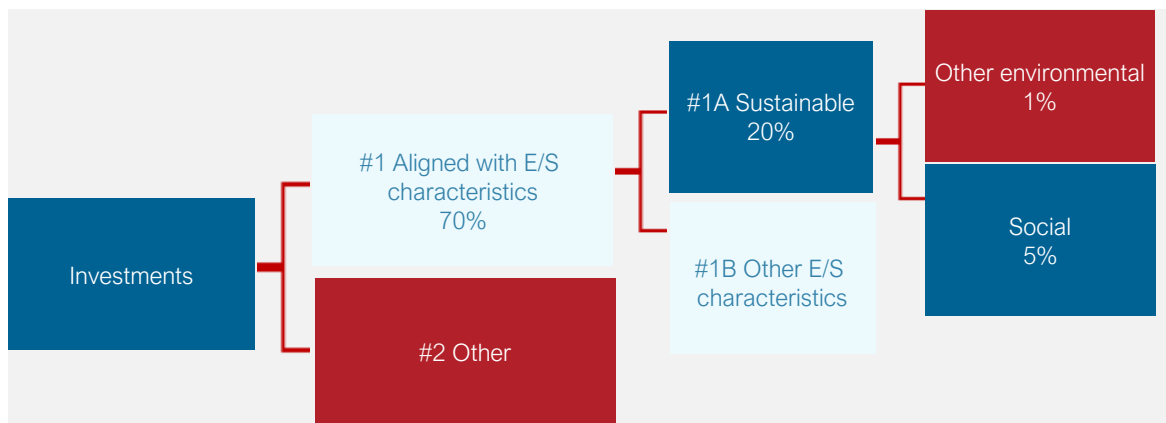 Investments
#1 Aligned with E/S
characteristics
70%
#2 Other
#1A Sustainable
20%
#1B Other E/S
characteristics
Other environmental
1%
Social
5%